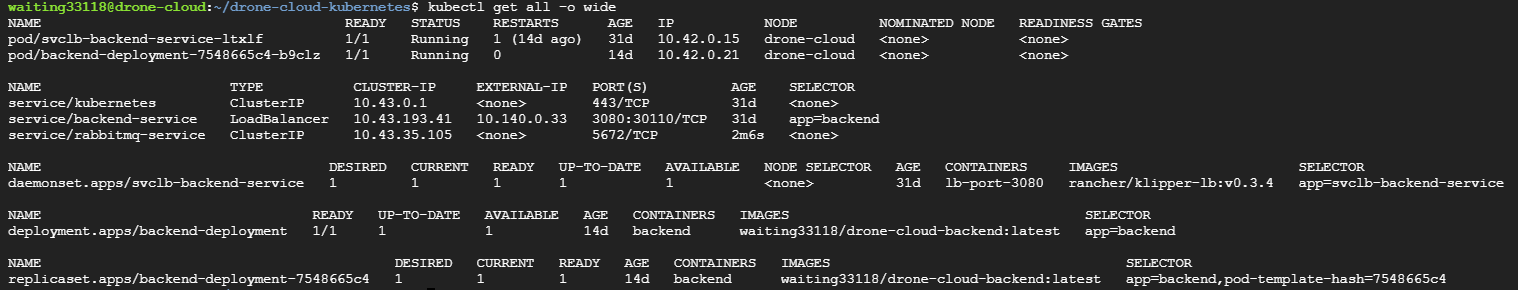 waiting33118@drone-cloud:~/drone-cloud-kubernetes$ kubectl get all -o wide
NAME READY STATUS RESTARTS AGE IP NODE NOMINATED NODE READINESS GATES
pod/svclb-backend-service-ltxlf 1/1 Running 1 (14d ago) 31d 10.42.0.15 drone-cloud <none> <none>
pod/backend-deployment-7548665c4-b9clz 1/1 Running 0 14d 10.42.0.21 drone-cloud <none> <none>
NAME TYPE CLUSTER-IP EXTERNAL-IP PORT(S) AGE SELECTOR
service/kubernetes ClusterIP 10.43.0.1 <none> 443/TCP 31d <none>
service/backend-service LoadBalancer 10.43.193.41 10.140.0.33 3080:30110/TCP 31d app=backend
service/rabbitmq-service ClusterIP 10.43.35.105 <none> 5672/TCP 2m6s <none>
NAME DESIRED CURRENT READY UP-TO-DATE AVAILABLE NODE SELECTOR AGE CONTAINERS IMAGES SELECTOR
daemonset.apps/svclb-backend-service 1 1 1 1 1 <none> 31d lb-port-3080 rancher/klipper-lb:v0.3.4 app=svclb-backend-service
NAME READY UP-TO-DATE AVAILABLE AGE CONTAINERS IMAGES SELECTOR
deployment.apps/backend-deployment 1/1 1 1 14d backend waiting33118/drone-cloud-backend:latest app=backend
NAME DESIRED CURRENT READY AGE CONTAINERS IMAGES SELECTOR
replicaset.apps/backend-deployment-7548665c4 1 1 1 14d backend waiting33118/drone-cloud-backend:latest app=backend,pod-template-hash=7548665c4